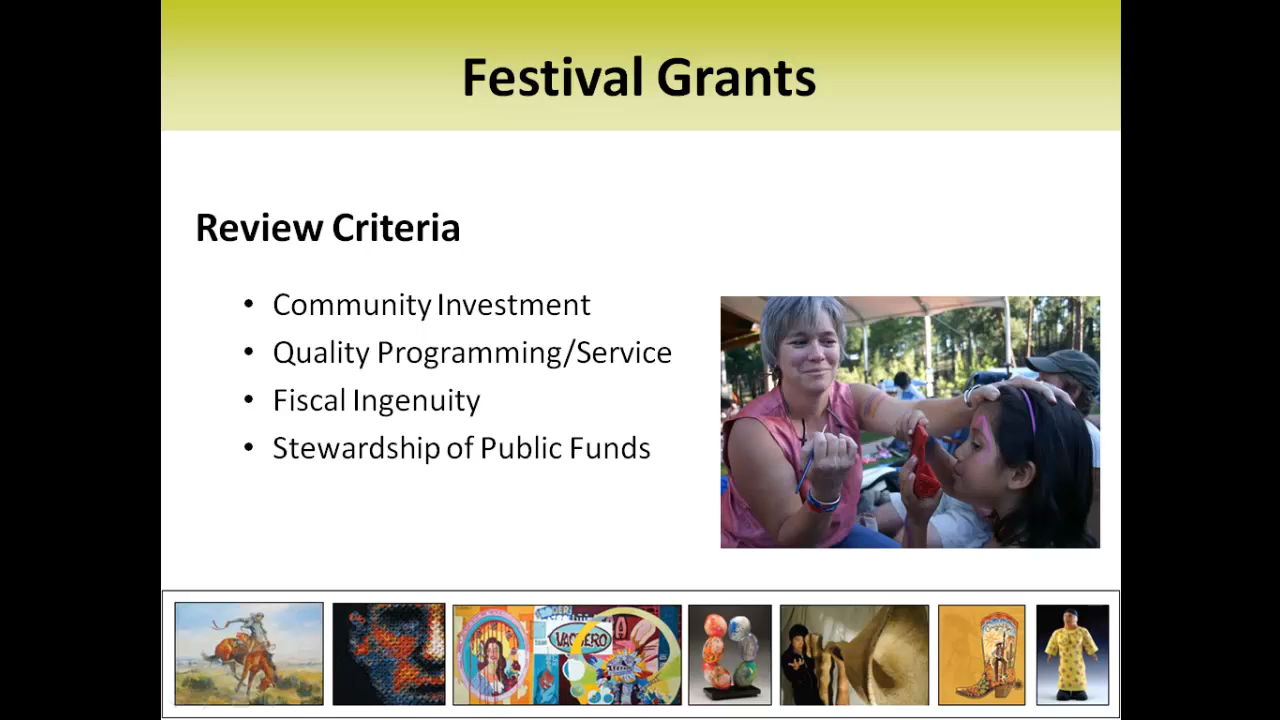 Festival Grants
Review Criteria
• Community Investment
• Quality Programming/Service
• Fiscal Ingenuity
• Stewardship of Public Funds
VAQUERO